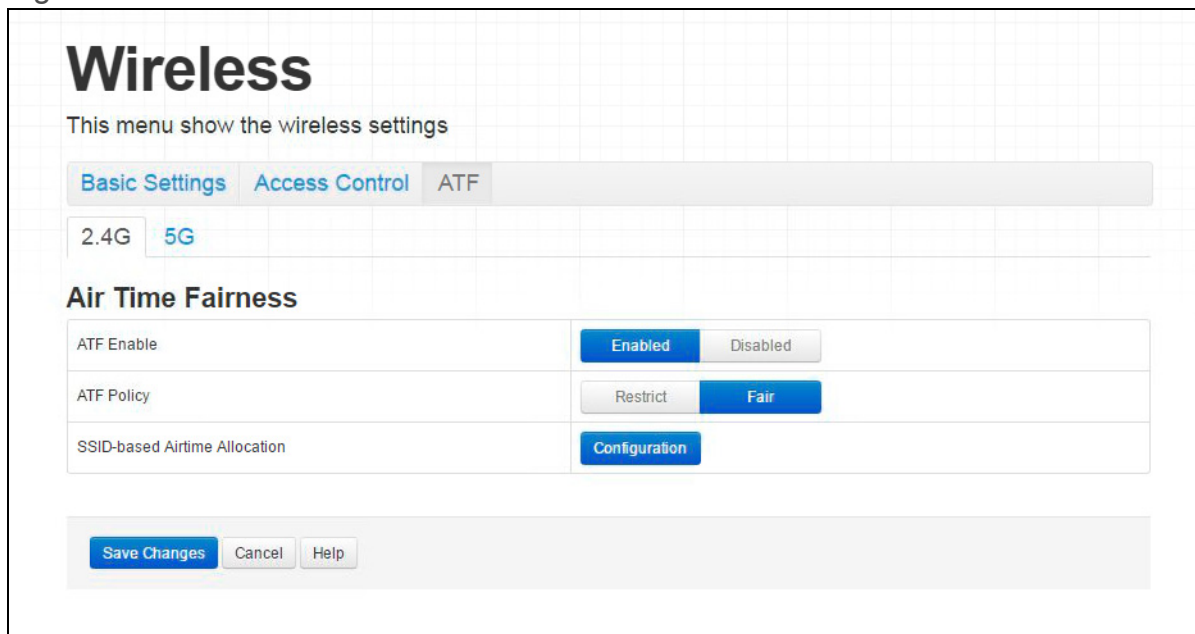 Wireless
This menu show the wireless settings
Basic Settings Access Control ATF
2.4G 5G
Air Time Fairness
ATF Enable Enabled Disabled
ATF Policy Restrict Fair
SSID-based Airtime Allocation Configuration
Save Changes Cancel Help